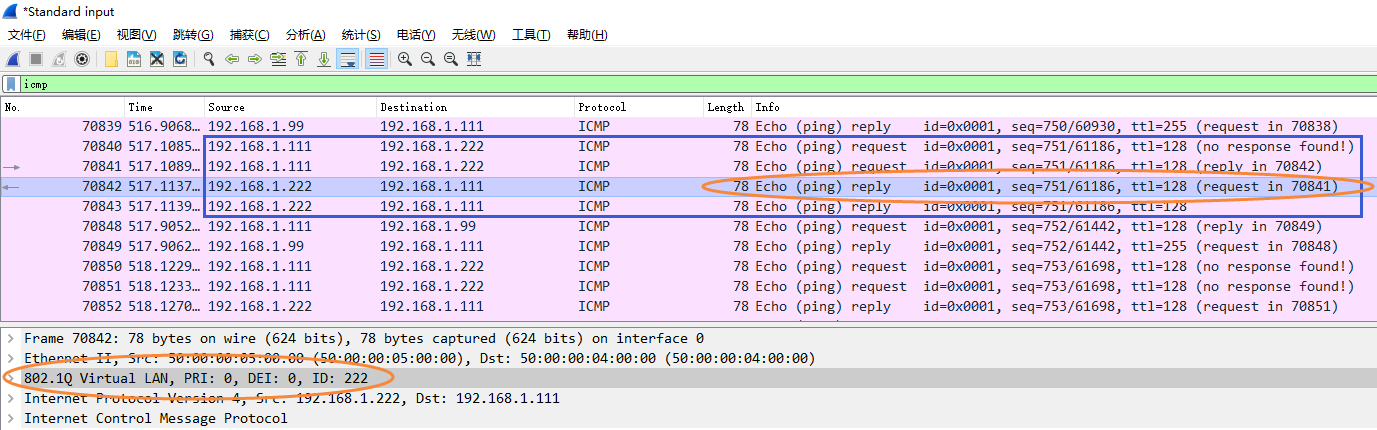 *Standard input
文件(F) 编辑(E) 视图(V) 跳转(G) 捕获(C) 分析(A) 统计(S) 电话(Y) 无线(W) 工具(T) 帮助(H)
icmp
No. Time Source Destination Protocol Length Info
70839 516.9068… 192.168.1.99 192.168.1.111 ICMP 78 Echo (ping) reply id=0x0001, seq=750/60930, ttl=255 (request in 70838)
70840 517.1085… 192.168.1.111 192.168.1.222 ICMP 78 Echo (ping) request id=0x0001, seq=751/61186, ttl=128 (no response found!)
70841 517.1089… 192.168.1.111 192.168.1.222 ICMP 78 Echo (ping) request id=0x0001, seq=751/61186, ttl=128 (reply in 70842)
70842 517.1137… 192.168.1.222 192.168.1.111 ICMP 78 Echo (ping) reply id=0x0001, seq=751/61186, ttl=128 (request in 70841)
70843 517.1139… 192.168.1.222 192.168.1.111 ICMP 78 Echo (ping) reply id=0x0001, seq=751/61186, ttl=128
70848 517.9052… 192.168.1.111 192.168.1.99 ICMP 78 Echo (ping) request id=0x0001, seq=752/61442, ttl=128 (reply in 70849)
70849 517.9062… 192.168.1.99 192.168.1.111 ICMP 78 Echo (ping) reply id=0x0001, seq=752/61442, ttl=255 (request in 70848)
70850 518.1229… 192.168.1.111 192.168.1.222 ICMP 78 Echo (ping) request id=0x0001, seq=753/61698, ttl=128 (no response found!)
70851 518.1233… 192.168.1.111 192.168.1.222 ICMP 78 Echo (ping) request id=0x0001, seq=753/61698, ttl=128 (no response found!)
70852 518.1270… 192.168.1.222 192.168.1.111 ICMP 78 Echo (ping) reply id=0x0001, seq=753/61698, ttl=128 (request in 70851)
Frame 70842: 78 bytes on wire (624 bits), 78 bytes captured (624 bits) on interface 0
Ethernet II, Src: 50:00:00:05:00:00 (50:00:00:05:00:00), Dst: 50:00:00:04:00:00 (50:00:00:04:00:00)
802.1Q Virtual LAN, PRI: 0, DEI: 0, ID: 222
Internet Protocol Version 4, Src: 192.168.1.222, Dst: 192.168.1.111
Internet Control Message Protocol